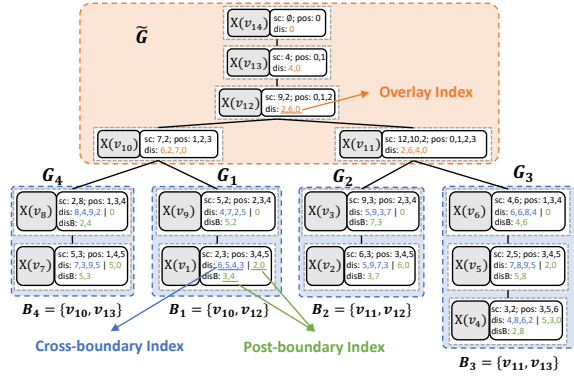 G̃
X(v₁₄) sc: ∅; pos: 0
dis: 0
X(v₁₃) sc: 4; pos: 0,1
dis: 4,0
X(v₁₂) sc: 9,2; pos: 0,1,2
dis: 2,6,0
Overlay Index
X(v₁₀) sc: 7,2; pos: 1,2,3
dis: 6,2,7,0
X(v₁₁) sc: 12,10,2; pos: 0,1,2,3
dis: 2,6,4,0
G₄
G₁
G₂
G₃
X(v₈) sc: 2,8; pos: 1,3,4
dis: 8,4,9,2 | 0
disB: 2,4
X(v₇) sc: 5,3; pos: 1,4,5
dis: 7,3,9,5 | 5,0
disB: 5,3
B₄ = {v₁₀, v₁₃}
X(v₉) sc: 5,2; pos: 2,3,4
dis: 4,7,2,5 | 0
disB: 5,2
X(v₁) sc: 2,3; pos: 3,4,5
dis: 6,5,4,3 | 2,0
disB: 3,4
B₁ = {v₁₀, v₁₂}
X(v₃) sc: 9,3; pos: 2,3,4
dis: 5,9,3,7 | 0
disB: 7,3
X(v₂) sc: 6,3; pos: 3,4,5
dis: 5,9,7,3 | 6,0
disB: 3,7
B₂ = {v₁₁, v₁₂}
X(v₆) sc: 4,6; pos: 1,3,4
dis: 6,6,8,4 | 0
disB: 4,6
X(v₅) sc: 2,5; pos: 3,4,5
dis: 7,8,9,5 | 2,0
disB: 5,8
X(v₄) sc: 3,2; pos: 3,5,6
dis: 4,8,6,2 | 5,3,0
disB: 2,8
B₃ = {v₁₁, v₁₃}
Cross-boundary Index
Post-boundary Index